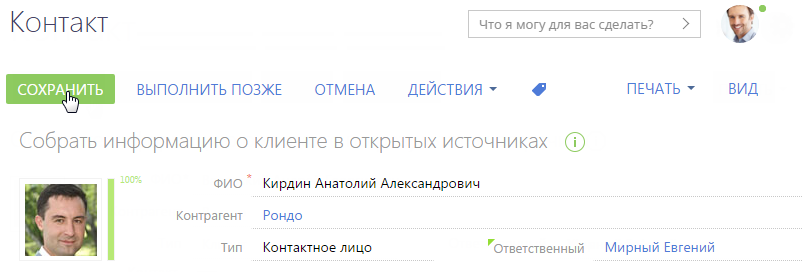 Контакт
Что я могу для вас сделать?
СОХРАНИТЬ ВЫПОЛНИТЬ ПОЗЖЕ ОТМЕНА ДЕЙСТВИЯ ПЕЧАТЬ ВИД
Собрать информацию о клиенте в открытых источниках i
100%
ФИО * Кирдин Анатолий Александрович
Контрагент Рондо
Тип Контактное лицо Ответственный Мирный Евгений